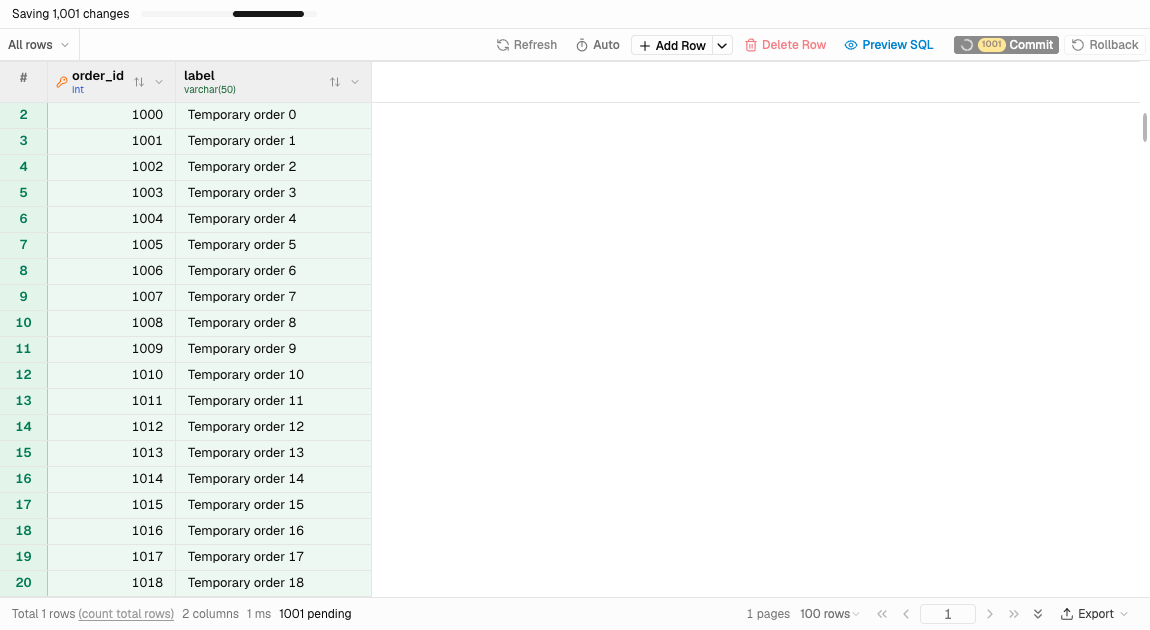 Saving 1,001 changes
All rows Refresh Auto Add Row Delete Row Preview SQL 1001 Commit Rollback
# order_id label
int varchar(50)
2 1000 Temporary order 0
3 1001 Temporary order 1
4 1002 Temporary order 2
5 1003 Temporary order 3
6 1004 Temporary order 4
7 1005 Temporary order 5
8 1006 Temporary order 6
9 1007 Temporary order 7
10 1008 Temporary order 8
11 1009 Temporary order 9
12 1010 Temporary order 10
13 1011 Temporary order 11
14 1012 Temporary order 12
15 1013 Temporary order 13
16 1014 Temporary order 14
17 1015 Temporary order 15
18 1016 Temporary order 16
19 1017 Temporary order 17
20 1018 Temporary order 18
Total 1 rows (count total rows) 2 columns 1 ms 1001 pending 1 pages 100 rows 1 Export